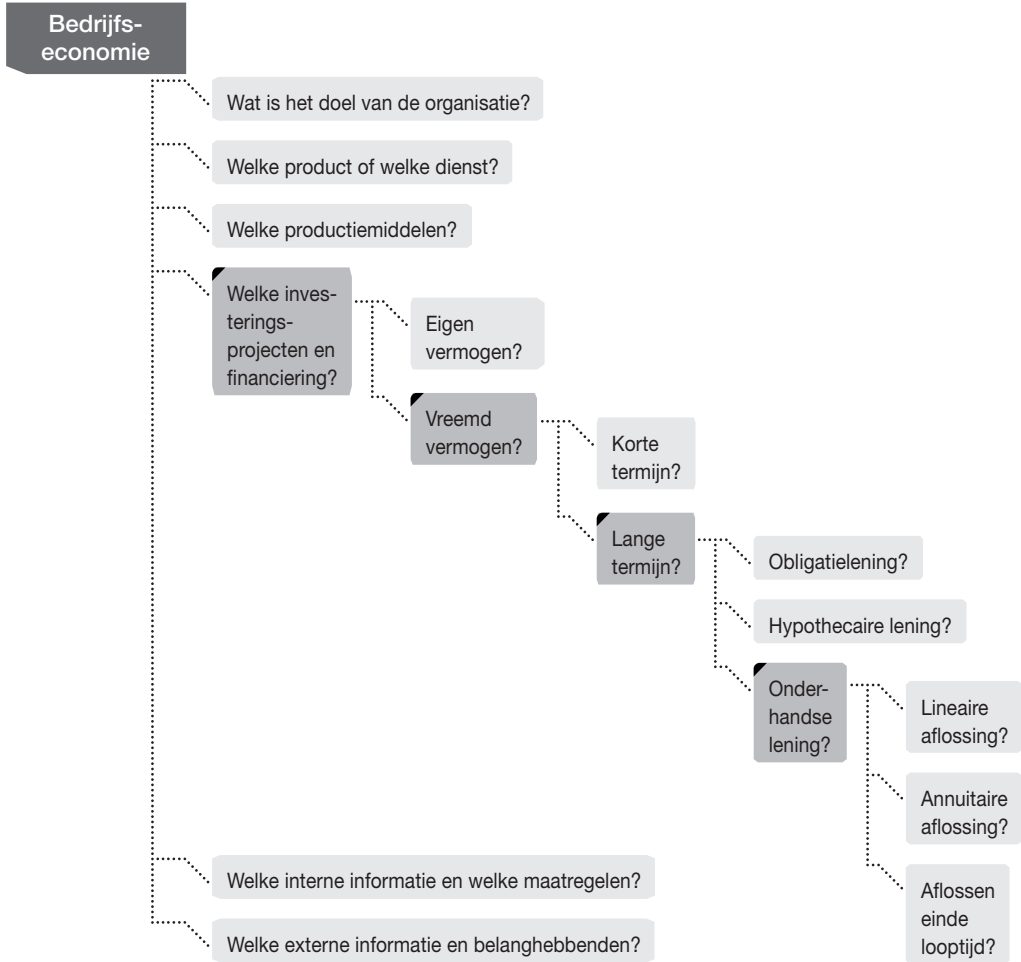 Bedrijfs-
economie
Wat is het doel van de organisatie?
Welke product of welke dienst?
Welke productiemiddelen?
Welke inves-
terings-
projecten en
financiering?
Eigen
vermogen?
Vreemd
vermogen?
Korte
termijn?
Lange
termijn?
Obligatielening?
Hypothecaire lening?
Onder-
handse
lening?
Lineaire
aflossing?
Annuitaire
aflossing?
Aflossen
einde
looptijd?
Welke interne informatie en welke maatregelen?
Welke externe informatie en belanghebbenden?